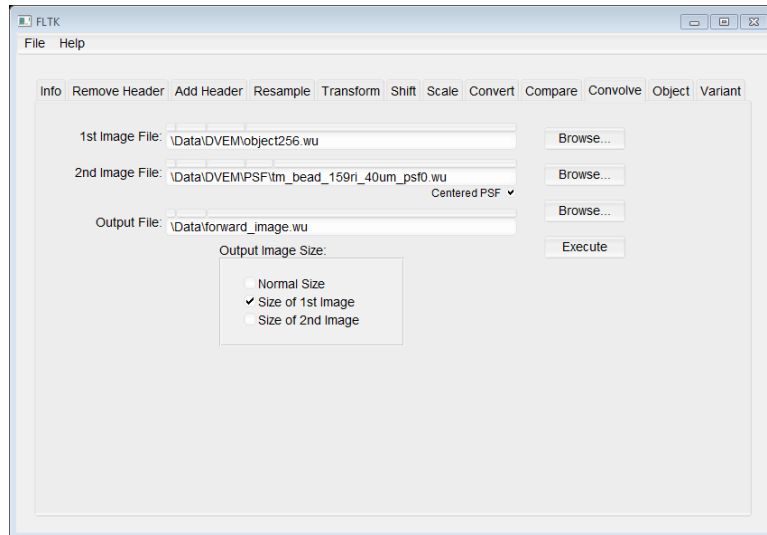 FLTK
File Help
Info Remove Header Add Header Resample Transform Shift Scale Convert Compare Convolve Object Variant
1st Image File: \Data\DVEM\object256.wu Browse...
2nd Image File: \Data\DVEM\PSF\tm_bead_159ri_40um_psf0.wu Browse...
Centered PSF
Output File: \Data\forward_image.wu Browse...
Output Image Size: Execute
Normal Size
Size of 1st Image
Size of 2nd Image